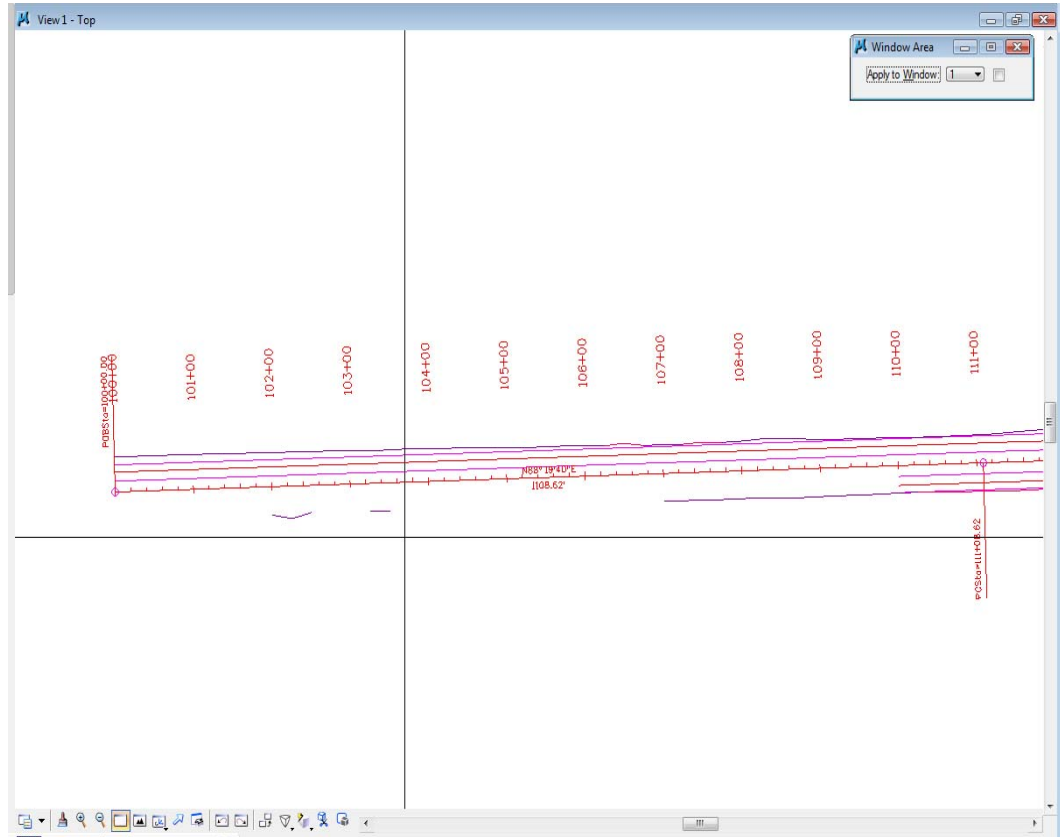 View 1 - Top
Window Area
Apply to Window: 1
POBSta=100+00.00
100+00
101+00
102+00
103+00
104+00
105+00
106+00
107+00
108+00
109+00
110+00
111+00
N88° 19'40"E
1108.62'
PCSta=111+08.62